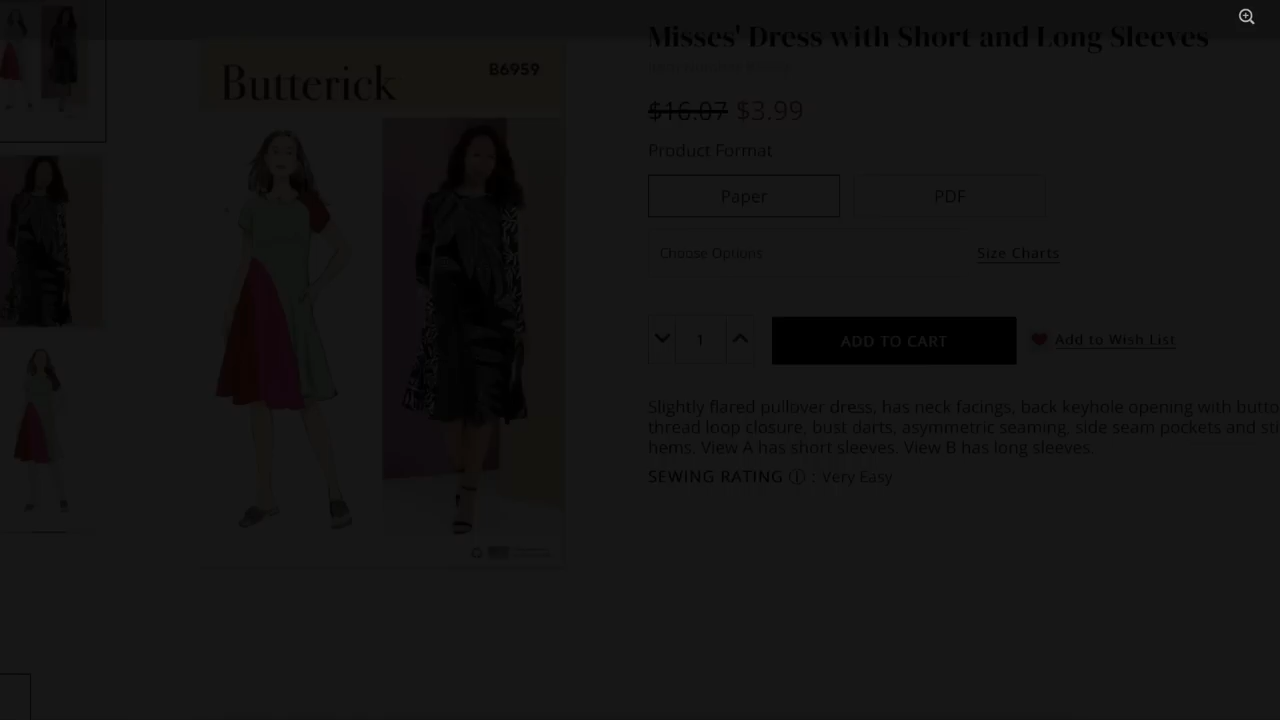 Misses' Dress with Short and Long Sleeves
Butterick
B6959
$16.07 $3.99
Product Format
Paper
PDF
Choose Options
Size Charts
1
ADD TO CART
Add to Wish List
Slightly flared pullover dress, has neck facings, back keyhole opening with
thread loop closure, bust darts, asymmetric seaming, side seam pockets and
hems. View A has short sleeves. View B has long sleeves.
SEWING RATING : Very Easy